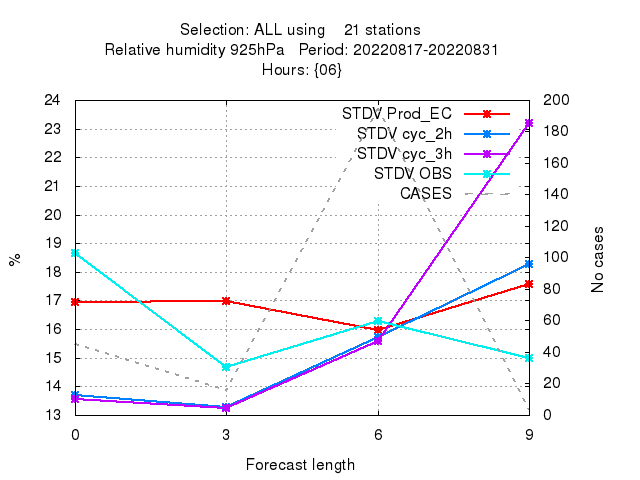 Selection: ALL using    21 stations
Relative humidity 925hPa   Period: 20220817-20220831
Hours: {06}
STDV Prod_EC
STDV cyc_2h
STDV cyc_3h
STDV OBS
CASES
24
23
22
21
20
19
18
17
16
15
14
13
200
180
160
140
120
100
80
60
40
20
0
%
No cases
0 3 6 9
Forecast length